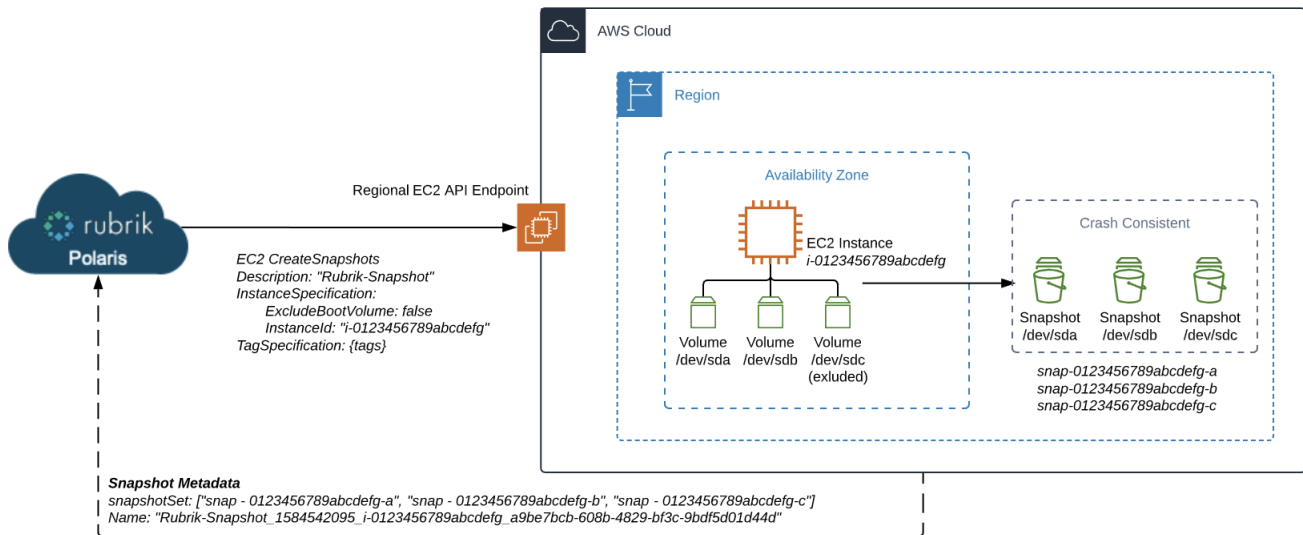 AWS Cloud
Region
Availability Zone
Regional EC2 API Endpoint
rubrik
Polaris
EC2 CreateSnapshots
Description: "Rubrik-Snapshot"
InstanceSpecification:
ExcludeBootVolume: false
InstanceId: "i-0123456789abcdefg"
TagSpecification: {tags}
EC2 Instance
i-0123456789abcdefg
Volume
/dev/sda
Volume
/dev/sdb
Volume
/dev/sdc
(exluded)
Crash Consistent
Snapshot
/dev/sda
Snapshot
/dev/sdb
Snapshot
/dev/sdc
snap-0123456789abcdefg-a
snap-0123456789abcdefg-b
snap-0123456789abcdefg-c
Snapshot Metadata
snapshotSet: ["snap - 0123456789abcdefg-a", "snap - 0123456789abcdefg-b", "snap - 0123456789abcdefg-c"]
Name: "Rubrik-Snapshot_1584542095_i-0123456789abcdefg_a9be7bcb-608b-4829-bf3c-9bdf5d01d44d"